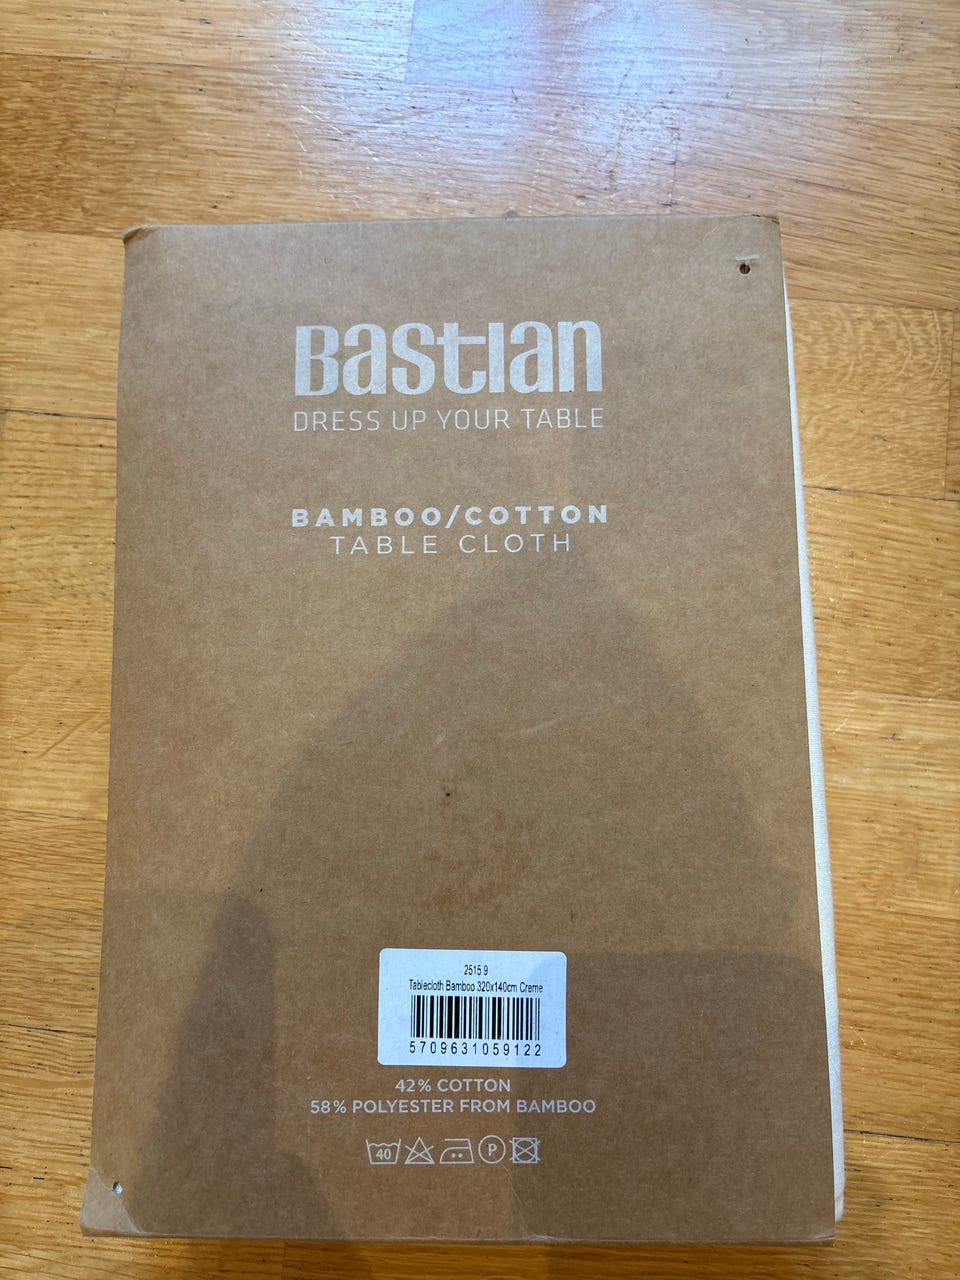 Bastian
DRESS UP YOUR TABLE
BAMBOO/COTTON
TABLE CLOTH
2515 9
Tablecloth Bamboo 320x140cm Creme
5709631059122
42% COTTON
58% POLYESTER FROM BAMBOO
40 P